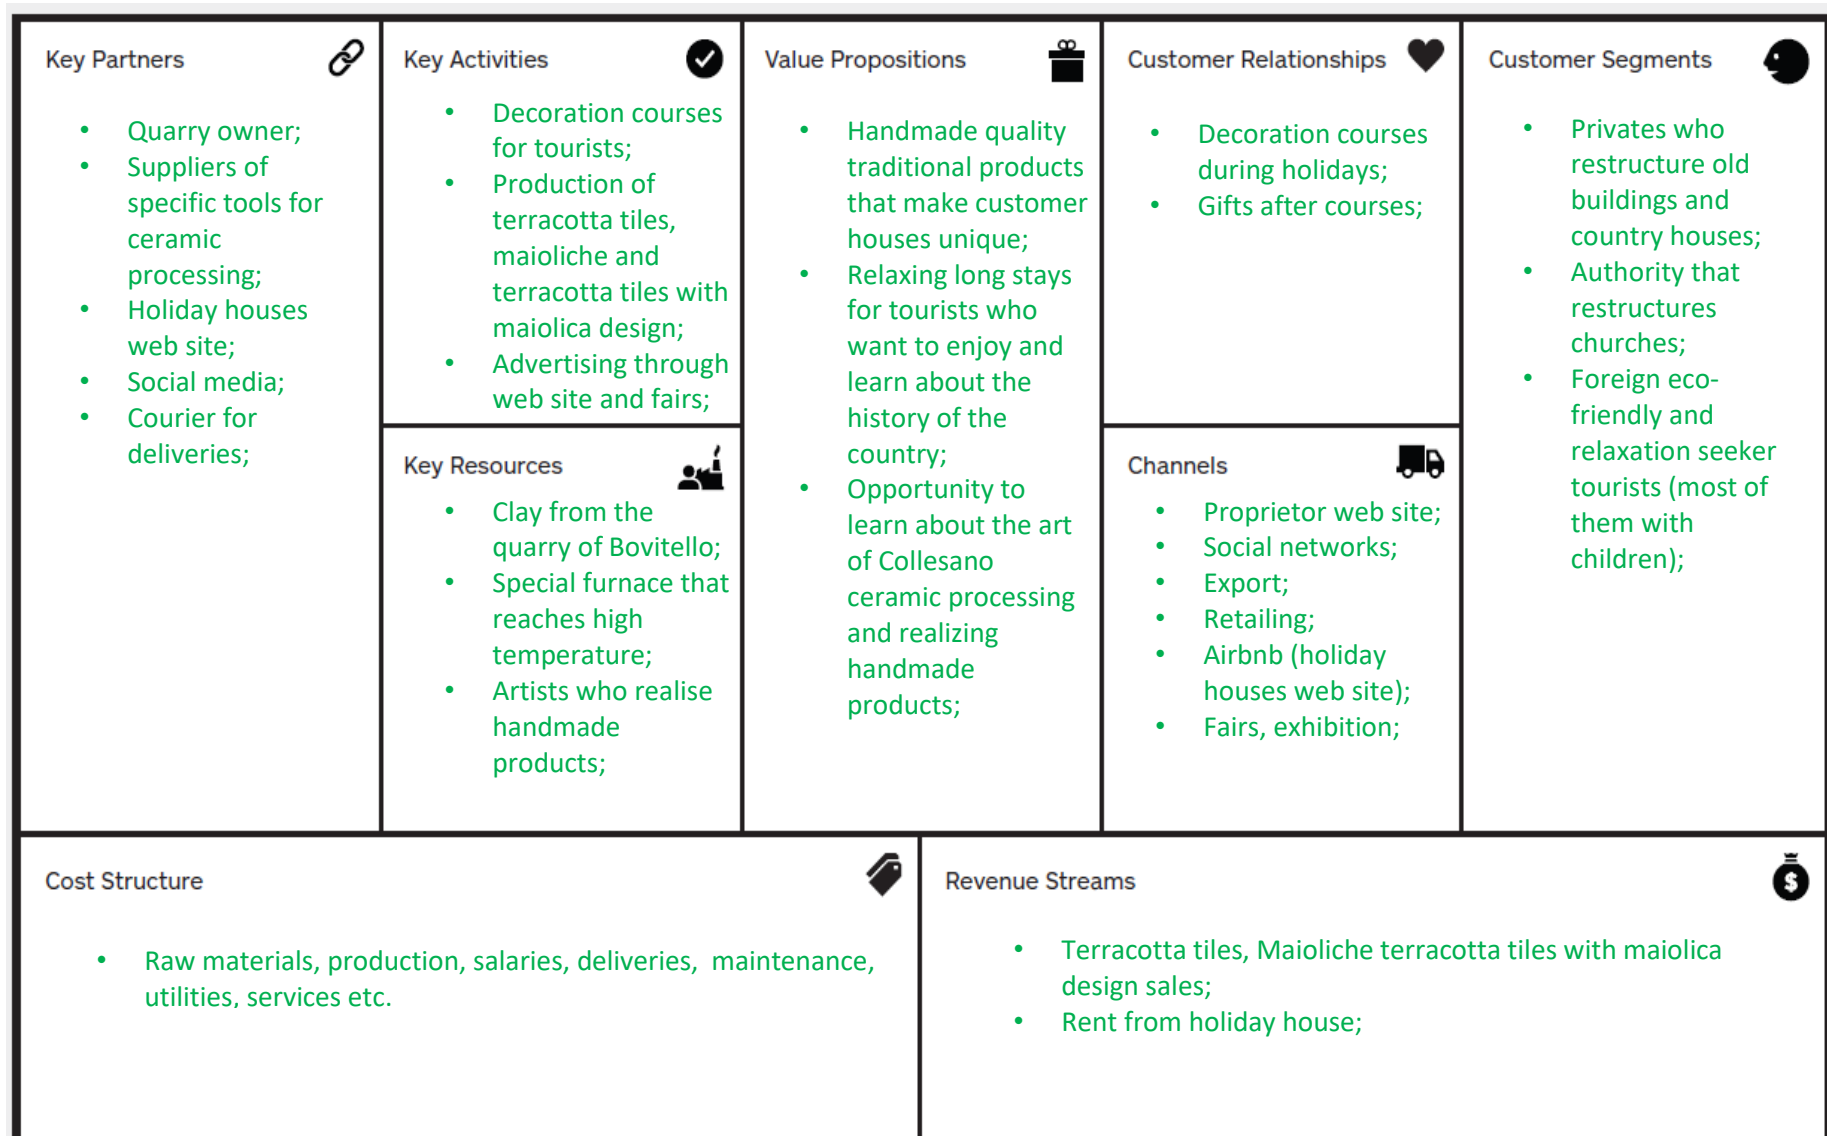 Key Partners
• Quarry owner;
• Suppliers of
specific tools for
ceramic
processing;
• Holiday houses
web site;
• Social media;
• Courier for
deliveries;
Key Activities
• Decoration courses
for tourists;
• Production of
terracotta tiles,
maioliche and
terracotta tiles with
maiolica design;
• Advertising through
web site and fairs;
Key Resources
• Clay from the
quarry of Bovitello;
• Special furnace that
reaches high
temperature;
• Artists who realise
handmade
products;
Value Propositions
• Handmade quality
traditional products
that make customer
houses unique;
• Relaxing long stays
for tourists who
want to enjoy and
learn about the
history of the
country;
• Opportunity to
learn about the art
of Collesano
ceramic processing
and realizing
handmade
products;
Customer Relationships
• Decoration courses
during holidays;
• Gifts after courses;
Channels
• Proprietor web site;
• Social networks;
• Export;
• Retailing;
• Airbnb (holiday
houses web site);
• Fairs, exhibition;
Customer Segments
• Privates who
restructure old
buildings and
country houses;
• Authority that
restructures
churches;
• Foreign eco-
friendly and
relaxation seeker
tourists (most of
them with
children);
Cost Structure
• Raw materials, production, salaries, deliveries,  maintenance,
utilities, services etc.
Revenue Streams
$
• Terracotta tiles, Maioliche terracotta tiles with maiolica
design sales;
• Rent from holiday house;